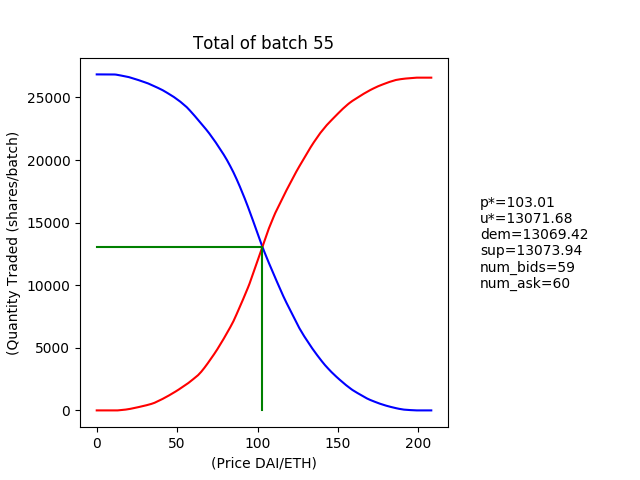 Total of batch 55
(Quantity Traded (shares/batch)
25000
20000
15000
10000
5000
0
0
50
100
150
200
(Price DAI/ETH)
p*=103.01
u*=13071.68
dem=13069.42
sup=13073.94
num_bids=59
num_ask=60